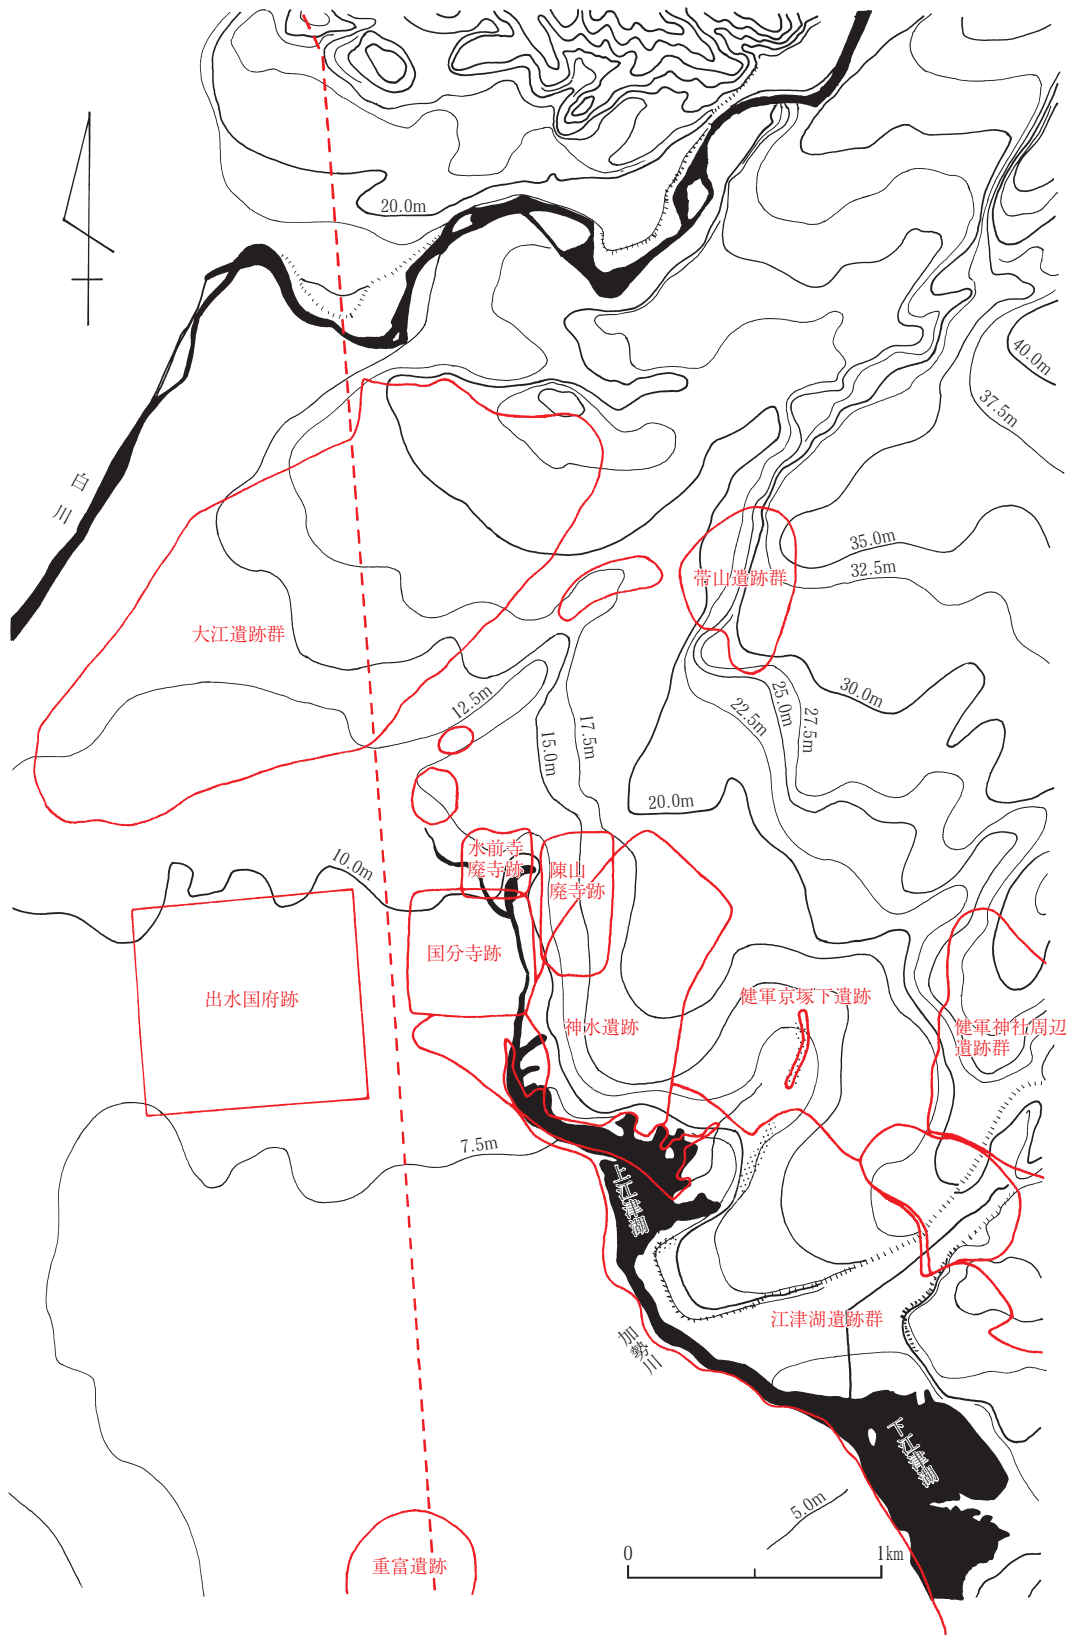 20.0m
40.0m
37.5m
白川
35.0m
32.5m
帯山遺跡群
大江遺跡群
12.5m
30.0m
25.0m
22.5m
27.5m
17.5m
15.0m
20.0m
10.0m
水前寺
廃寺跡
陳山
廃寺跡
国分寺跡
出水国府跡
健軍京塚下遺跡
神水遺跡
健軍神社周辺
遺跡群
7.5m
上江津湖
江津湖遺跡群
加勢川
下江津湖
5.0m
0
1km
重富遺跡